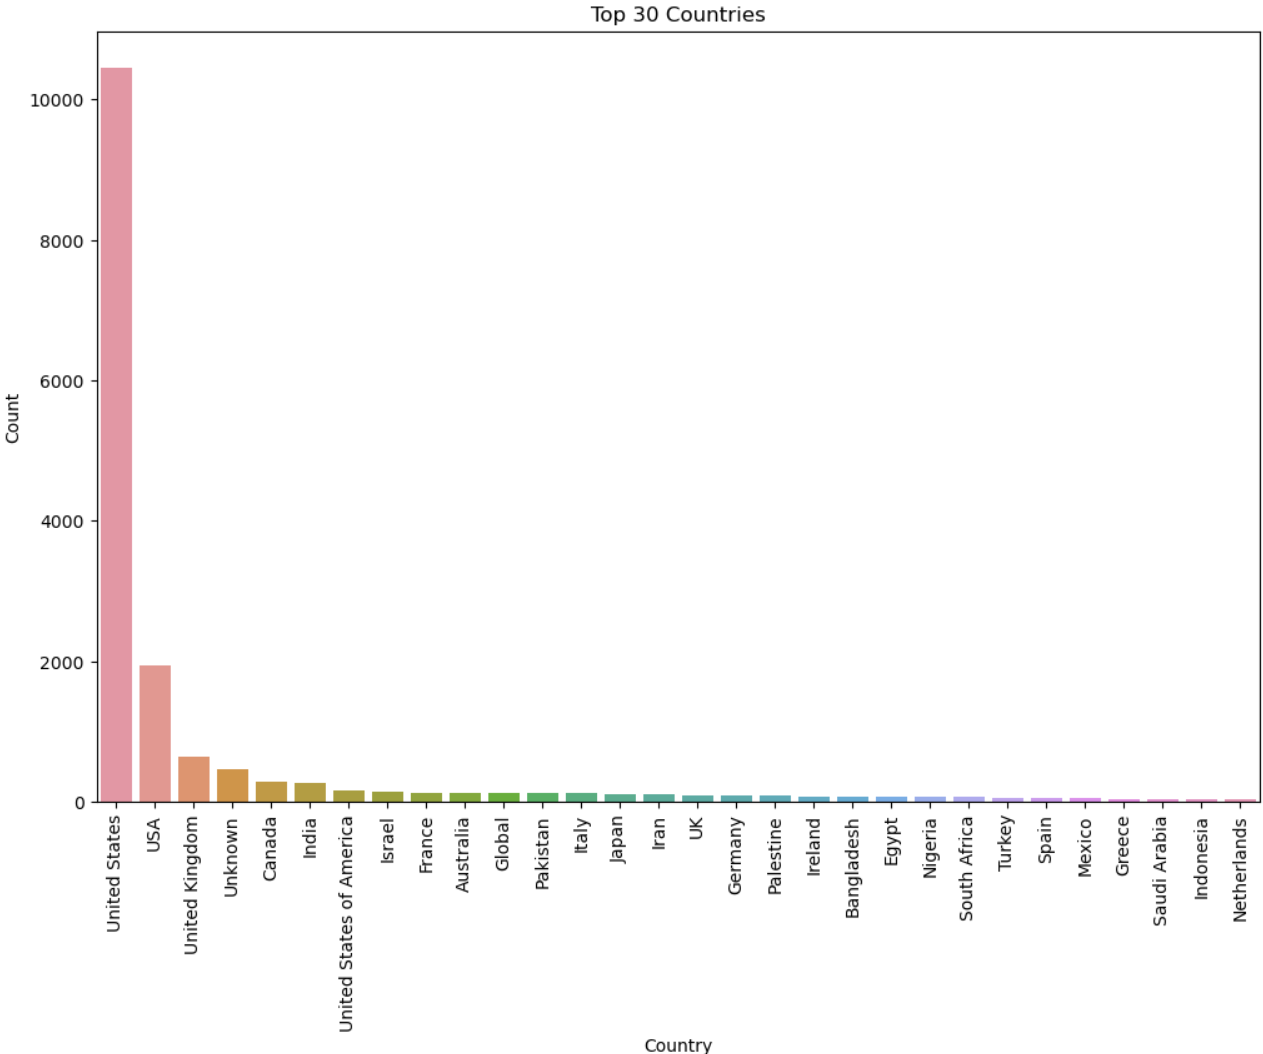 Top 30 Countries
10000
8000
6000
4000
2000
0
Count
United States
USA
United Kingdom
Unknown
Canada
India
United States of America
Israel
France
Australia
Global
Pakistan
Italy
Japan
Iran
UK
Germany
Palestine
Ireland
Bangladesh
Egypt
Nigeria
South Africa
Turkey
Spain
Mexico
Greece
Saudi Arabia
Indonesia
Netherlands
Country